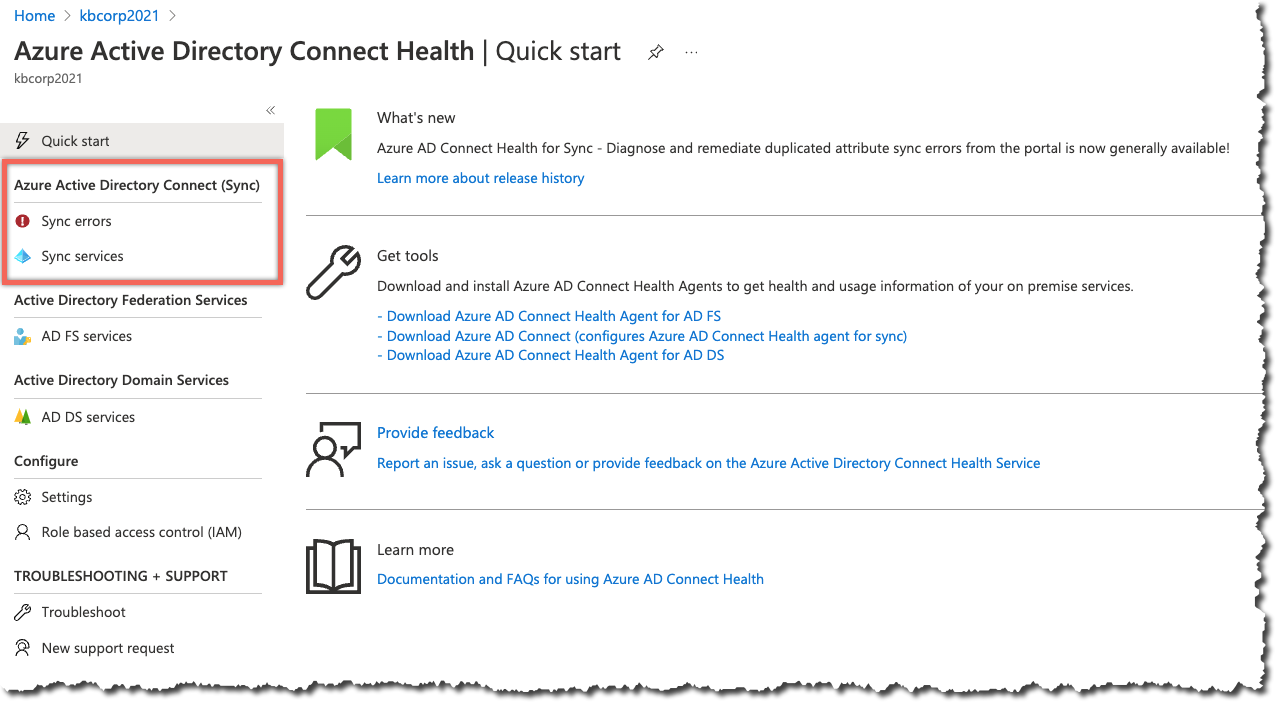 Home > kbcorp2021 >
Azure Active Directory Connect Health | Quick start
kbcorp2021
Quick start
Azure Active Directory Connect (Sync)
Sync errors
Sync services
Active Directory Federation Services
AD FS services
Active Directory Domain Services
AD DS services
Configure
Settings
Role based access control (IAM)
TROUBLESHOOTING + SUPPORT
Troubleshoot
New support request
What's new
Azure AD Connect Health for Sync - Diagnose and remediate duplicated attribute sync errors from the portal is now generally available!
Learn more about release history
Get tools
Download and install Azure AD Connect Health Agents to get health and usage information of your on premise services.
- Download Azure AD Connect Health Agent for AD FS
- Download Azure AD Connect (configures Azure AD Connect Health agent for sync)
- Download Azure AD Connect Health Agent for AD DS
Provide feedback
Report an issue, ask a question or provide feedback on the Azure Active Directory Connect Health Service
Learn more
Documentation and FAQs for using Azure AD Connect Health